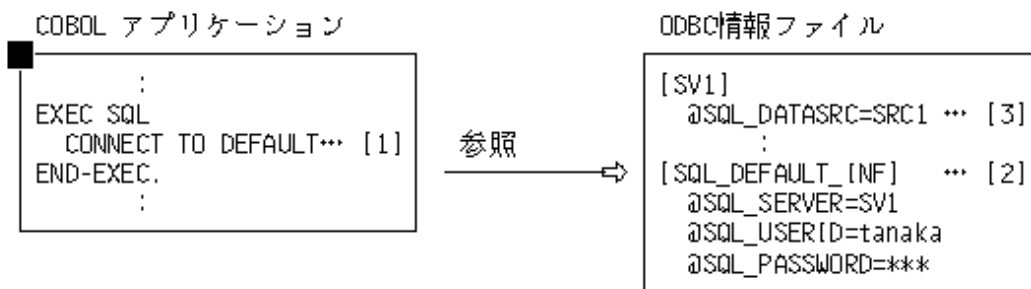 COBOL アプリケーション
:
EXEC SQL
CONNECT TO DEFAULT… [1]
END-EXEC.
:
参照
ODBC情報ファイル
[SV1]
@SQL_DATASRC=SRC1 … [3]
:
[SQL_DEFAULT_INF] … [2]
@SQL_SERVER=SV1
@SQL_USERID=tanaka
@SQL_PASSWORD=***